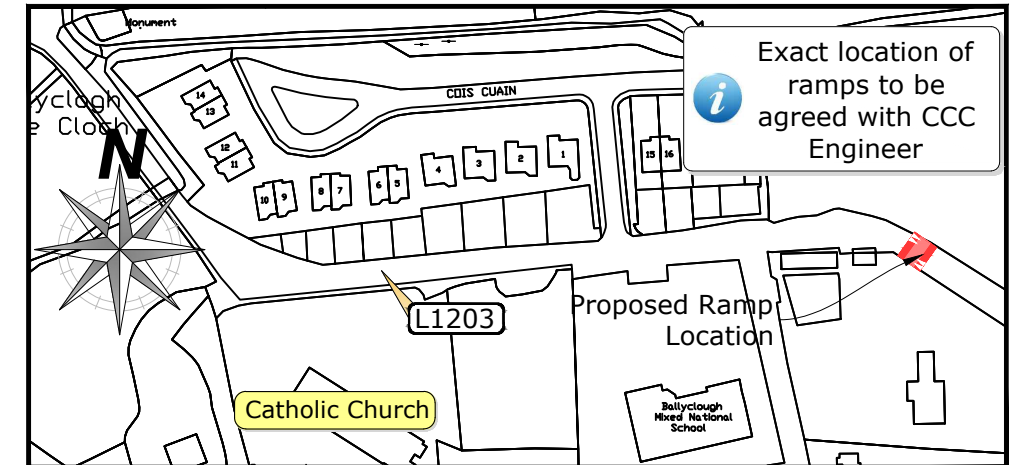 Monument
yclogh
e Cloch
N
14
13
12
11
10 9
8 7
6 5
4
3
2
1
COIS CUAIN
15 16
i
Exact location of
ramps to be
agreed with CCC
Engineer
L1203
Proposed Ramp
Location
Catholic Church
Ballyclough
Mixed National
School